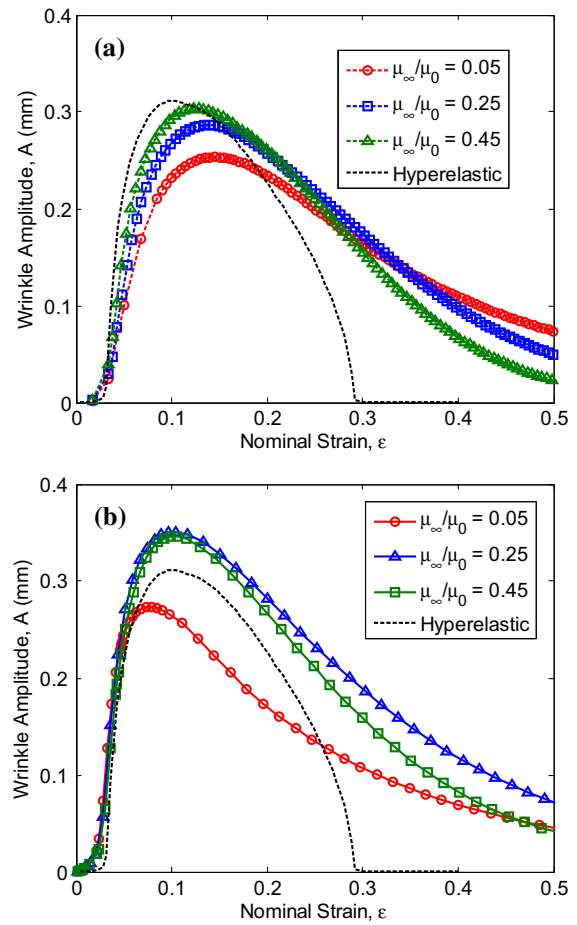 0.4
(a)
μ∞/μ0 = 0.05
μ∞/μ0 = 0.25
μ∞/μ0 = 0.45
Hyperelastic
0.3
0.2
0.1
0
Wrinkle Amplitude, A (mm)
0 0.1 0.2 0.3 0.4 0.5
Nominal Strain, ε
0.4
(b)
μ∞/μ0 = 0.05
μ∞/μ0 = 0.25
μ∞/μ0 = 0.45
Hyperelastic
0.3
0.2
0.1
0
Wrinkle Amplitude, A (mm)
0 0.1 0.2 0.3 0.4 0.5
Nominal Strain, ε